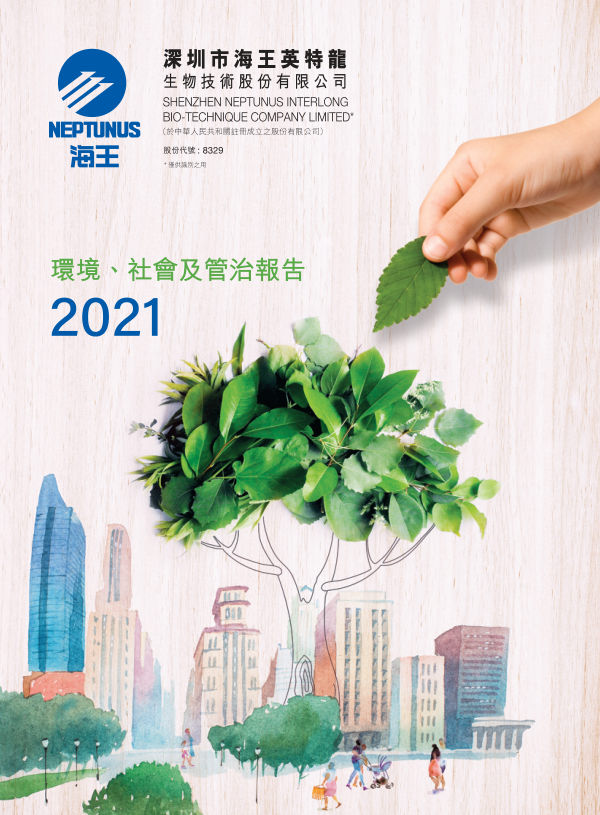 NEPTUNUS
海王
深圳市海王英特龍
生物技術股份有限公司
SHENZHEN NEPTUNUS INTERLONG
BIO-TECHNIQUE COMPANY LIMITED*
(於中華人民共和國註冊成立之股份有限公司)
股份代號 : 8329
* 僅供識別之用
環境、社會及管治報告
2021